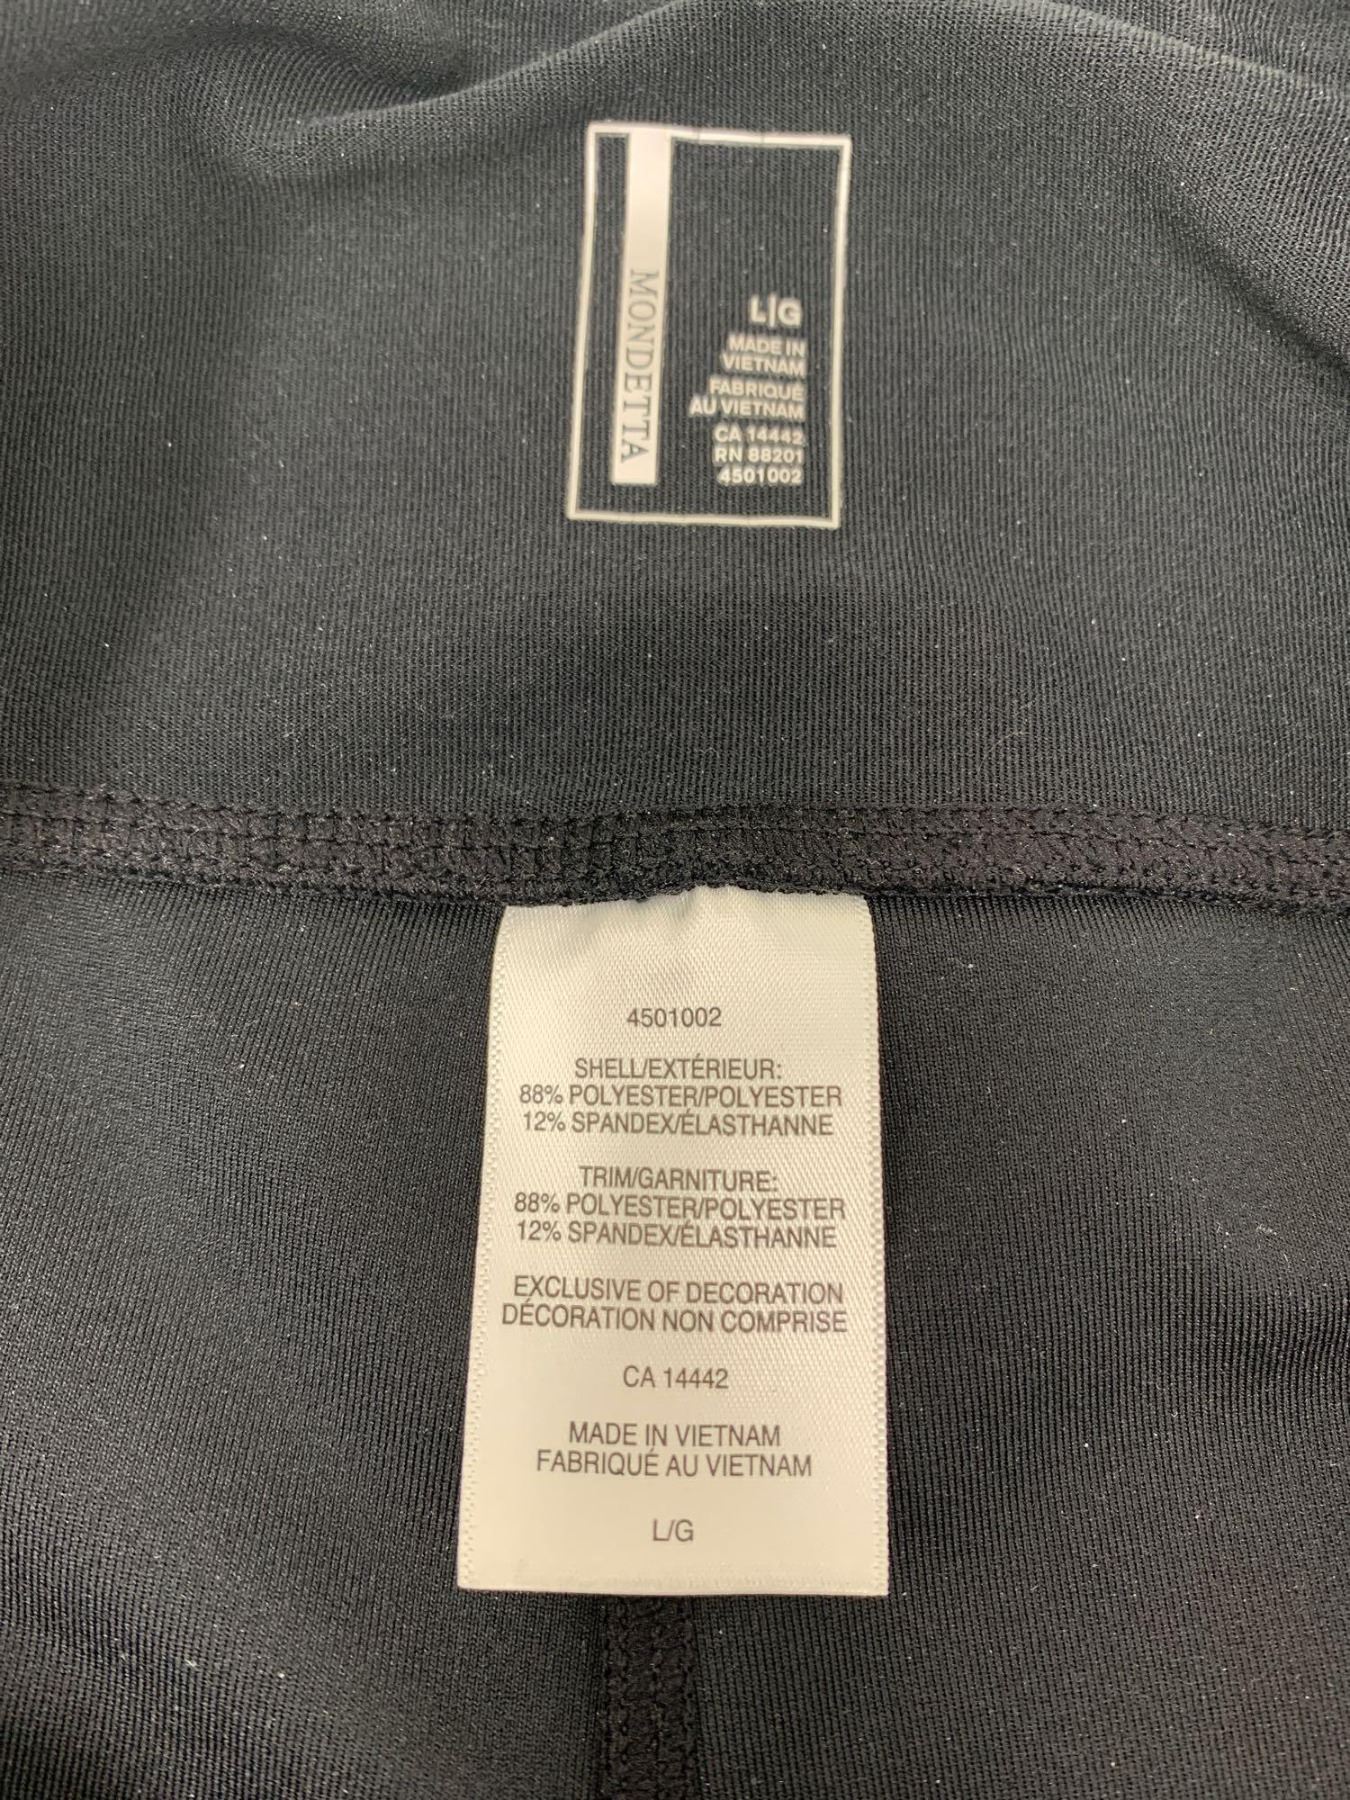 MONDETTA
L|G
MADE IN
VIETNAM
FABRIQUÉ
AU VIETNAM
CA 14442
RN 88201
4501002
4501002
SHELL/EXTÉRIEUR:
88% POLYESTER/POLYESTER
12% SPANDEX/ÉLASTHANNE
TRIM/GARNITURE:
88% POLYESTER/POLYESTER
12% SPANDEX/ÉLASTHANNE
EXCLUSIVE OF DECORATION
DÉCORATION NON COMPRISE
CA 14442
MADE IN VIETNAM
FABRIQUÉ AU VIETNAM
L/G